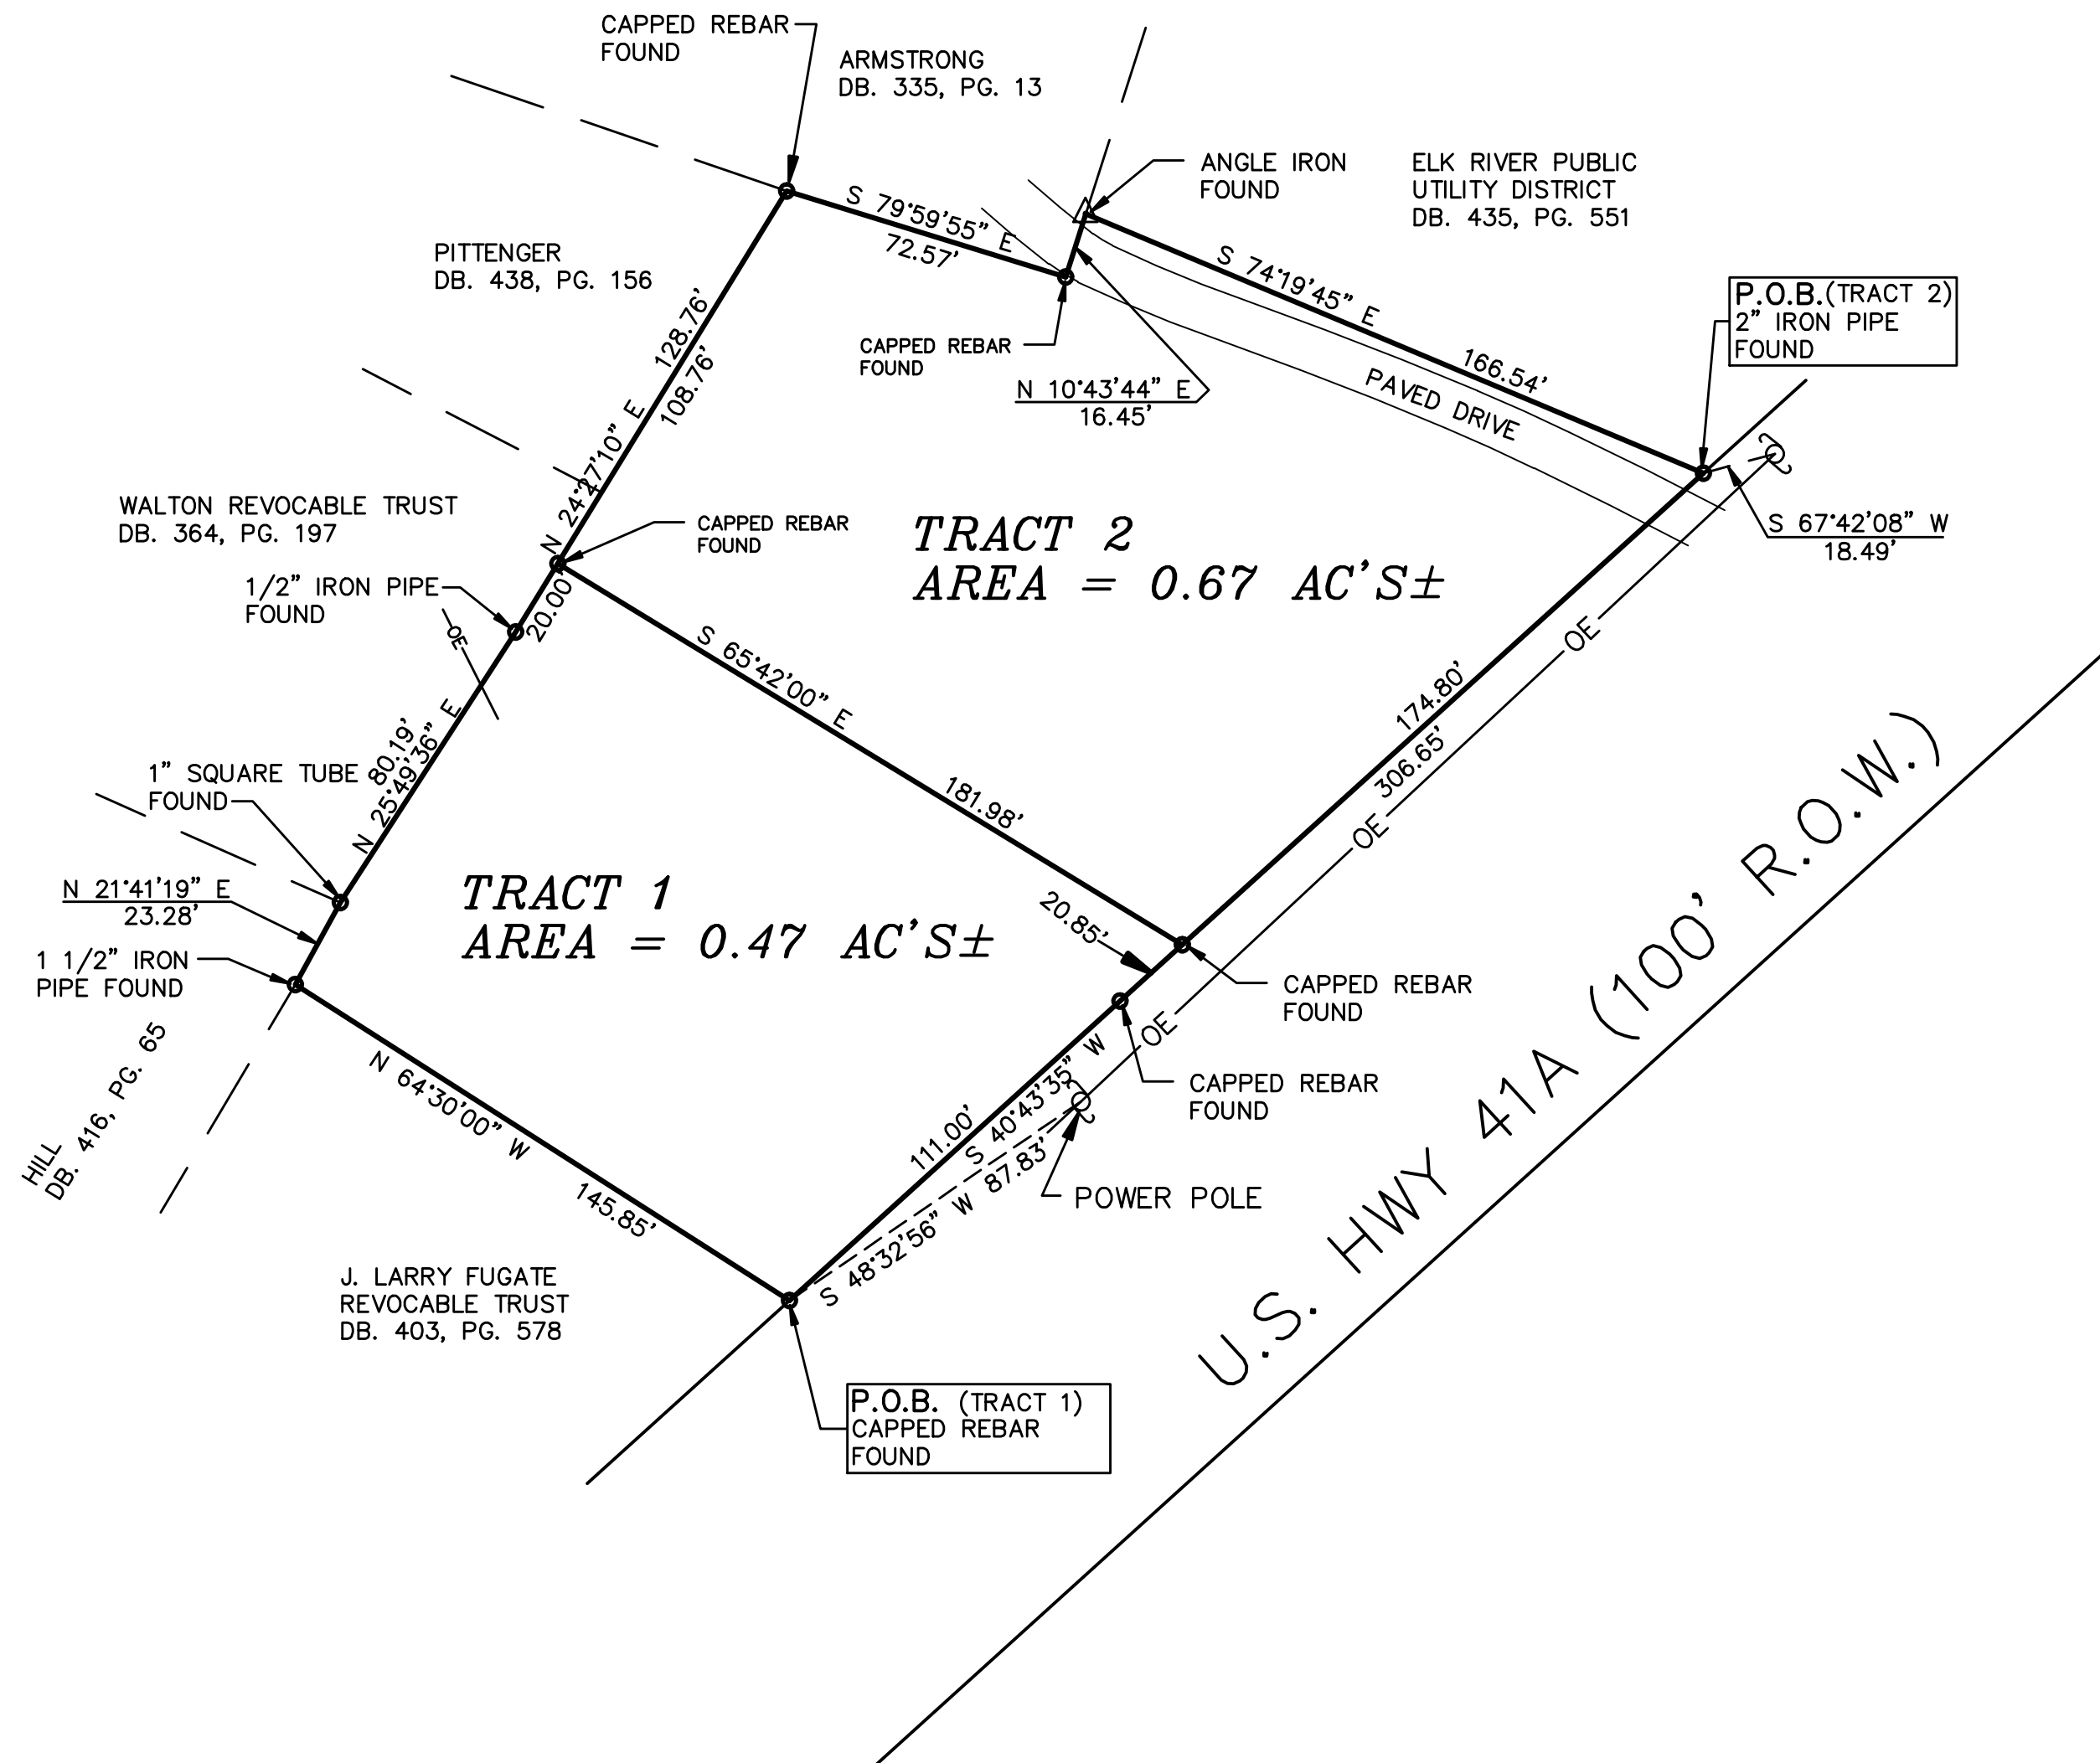 CAPPED REBAR
FOUND
ARMSTRONG
DB. 335, PG. 13
ANGLE IRON
FOUND
ELK RIVER PUBLIC
UTILITY DISTRICT
DB. 435, PG. 551
S 79°59'55" E
72.57'
PITTENGER
DB. 438, PG. 156
S 74°19'45" E
166.54'
P.O.B.(TRACT 2)
2" IRON PIPE
FOUND
128.76'
108.76'
N 24°27'10" E
CAPPED REBAR
FOUND
N 10°43'44" E
16.45'
PAVED DRIVE
WALTON REVOCABLE TRUST
DB. 364, PG. 197
CAPPED REBAR
FOUND
TRACT 2
AREA = 0.67 AC'S±
S 67°42'08" W
18.49'
1/2" IRON PIPE
FOUND
20.00'
OE
OE
S 65°42'00" E
181.98'
174.80'
306.65'
80.19'
N 25°49'36" E
1" SQUARE TUBE
FOUND
OE
N 21°41'19" E
23.28'
TRACT 1
AREA = 0.47 AC'S±
20.85'
1 1/2" IRON
PIPE FOUND
CAPPED REBAR
FOUND
OE
HILL
DB. 416, PG. 65
N 64°30'00" W
145.85'
CAPPED REBAR
FOUND
111.00'
S 40°43'35" W
S 48°32'56" W 87.83'
POWER POLE
U.S. HWY 41A (100' R.O.W.)
J. LARRY FUGATE
REVOCABLE TRUST
DB. 403, PG. 578
P.O.B. (TRACT 1)
CAPPED REBAR
FOUND